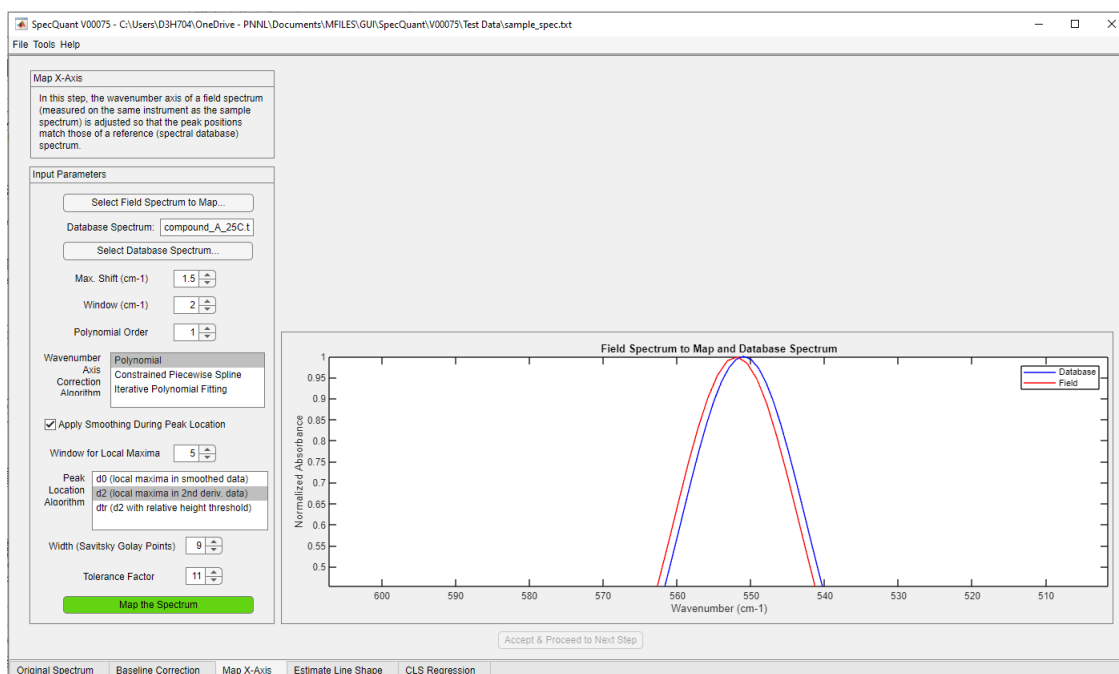 SpecQuant V00075 - C:\Users\D3H704\OneDrive - PNNL\Documents\MFILES\GUI\SpecQuant\V00075\Test Data\sample_spec.txt
File Tools Help
Map X-Axis
In this step, the wavenumber axis of a field spectrum
(measured on the same instrument as the sample
spectrum) is adjusted so that the peak positions
match those of a reference (spectral database)
spectrum.
Input Parameters
Select Field Spectrum to Map...
Database Spectrum: compound_A_25C.t
Select Database Spectrum...
Max. Shift (cm-1) 1.5
Window (cm-1) 2
Polynomial Order 1
Wavenumber
Axis
Correction
Algorithm
Polynomial
Constrained Piecewise Spline
Iterative Polynomial Fitting
Apply Smoothing During Peak Location
Window for Local Maxima 5
Peak
Location
Algorithm
d0 (local maxima in smoothed data)
d2 (local maxima in 2nd deriv. data)
dtr (d2 with relative height threshold)
Width (Savitsky Golay Points) 9
Tolerance Factor 11
Map the Spectrum
Field Spectrum to Map and Database Spectrum
Database
Field
Normalized Absorbance
1
0.95
0.9
0.85
0.8
0.75
0.7
0.65
0.6
0.55
0.5
600 590 580 570 560 550 540 530 520 510
Wavenumber (cm-1)
Accept & Proceed to Next Step
Original Spectrum Baseline Correction Map X-Axis Estimate Line Shape CLS Regression